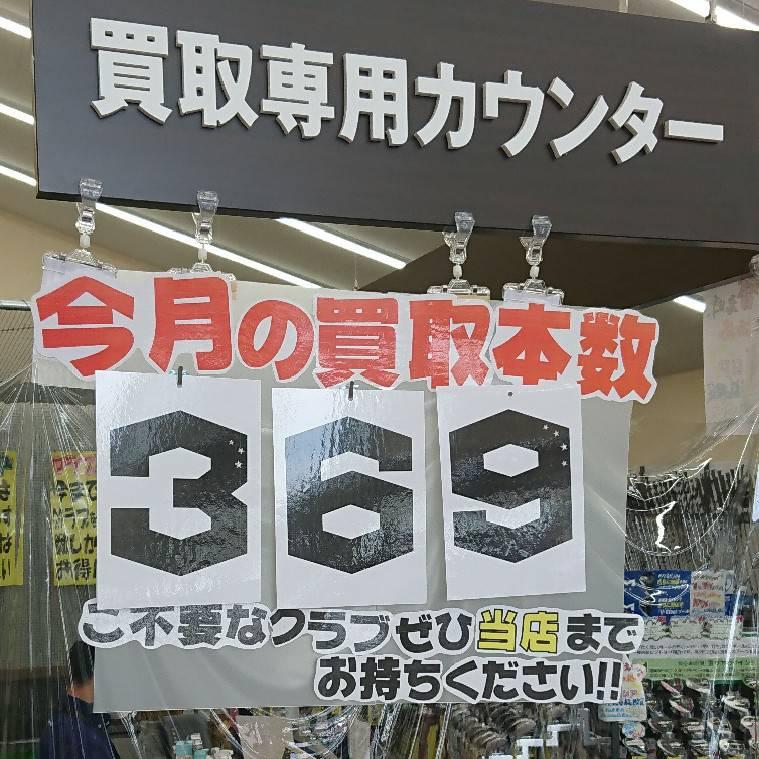 買取専用カウンター
今月の買取本数
369
ご不要なクラブぜひ当店まで
お持ちください!!